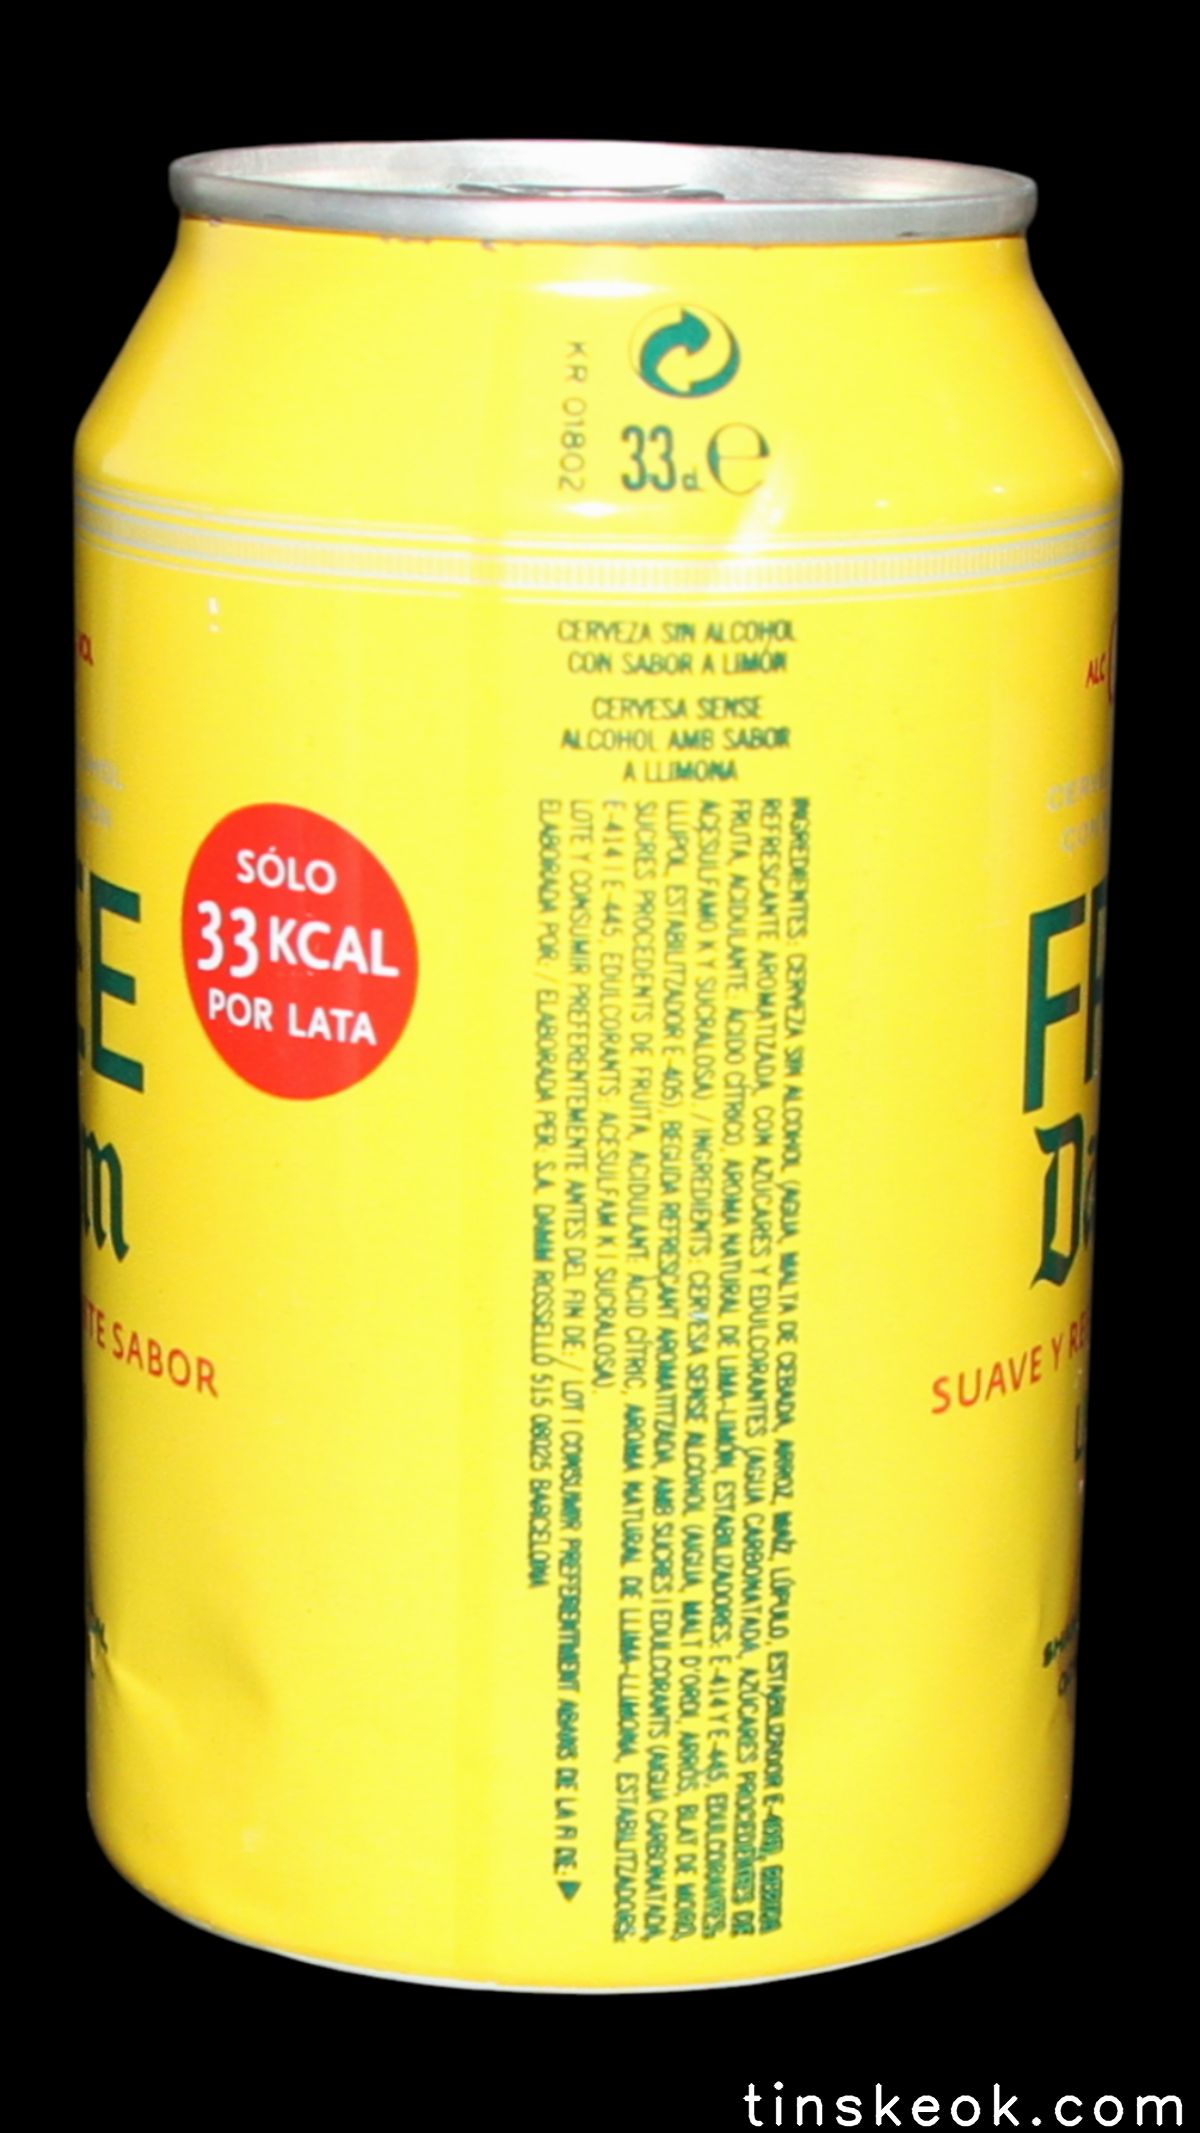 KR 01802
33 cl e
CERVEZA SIN ALCOHOL
CON SABOR A LIMÓN
CERVESA SENSE
ALCOHOL AMB SABOR
A LLIMONA
SÓLO
33 KCAL
POR LATA
INGREDIENTES: CERVEZA SIN ALCOHOL (AGUA, MALTA DE CEBADA, ARROZ, MAÍZ, LÚPULO, ESTABILIZADOR E-405), BEBIDA
REFRESCANTE AROMATIZADA, CON AZÚCARES Y EDULCORANTES (AGUA CARBONATADA, AZÚCARES PROCEDENTES DE
FRUTA, ACIDULANTE: ÁCIDO CÍTRICO, AROMA NATURAL DE LIMA-LIMÓN, ESTABILIZADORES: E-414 Y E-445, EDULCORANTES:
ACESULFAMO K Y SUCRALOSA). / INGREDIENTS: CERVESA SENSE ALCOHOL (AIGUA, MALT D'ORDI, ARRÒS, BLAT DE MORO,
LLÚPOL, ESTABILITZADOR E-405), BEGUDA REFRESCANT AROMATITZADA, AMB SUCRES I EDULCORANTS (AIGUA CARBONATADA,
SUCRES PROCEDENTS DE FRUITA, ACIDULANT: ÀCID CÍTRIC, AROMA NATURAL DE LLIMA-LLIMONA, ESTABILITZADORS:
E-414 I E-445, EDULCORANTS: ACESULFAM K I SUCRALOSA).
LOTE Y CONSUMIR PREFERENTEMENTE ANTES DEL FIN DE: / LOT I CONSUMIR PREFERENTMENT ABANS DE LA FI DE:
ELABORADA POR: / ELABORADA PER: S.A. DAMM ROSSELLÓ 515 08025 BARCELONA
SABOR
ALC
SUAVE Y
tinskeok.com